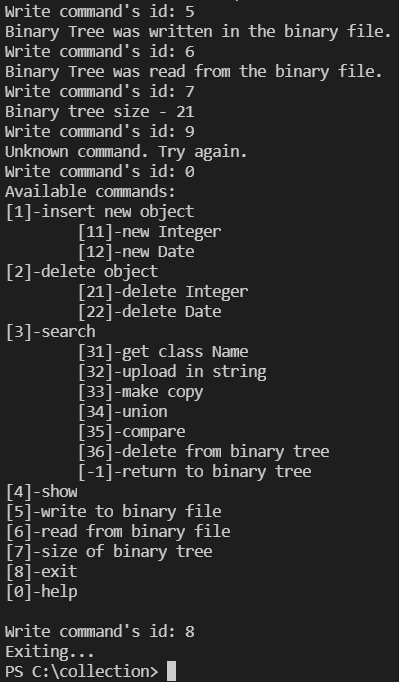 Write command's id: 5
Binary Tree was written in the binary file.
Write command's id: 6
Binary Tree was read from the binary file.
Write command's id: 7
Binary tree size - 21
Write command's id: 9
Unknown command. Try again.
Write command's id: 0
Available commands:
[1]-insert new object
[11]-new Integer
[12]-new Date
[2]-delete object
[21]-delete Integer
[22]-delete Date
[3]-search
[31]-get class Name
[32]-upload in string
[33]-make copy
[34]-union
[35]-compare
[36]-delete from binary tree
[-1]-return to binary tree
[4]-show
[5]-write to binary file
[6]-read from binary file
[7]-size of binary tree
[8]-exit
[0]-help
Write command's id: 8
Exiting...
PS C:\collection>